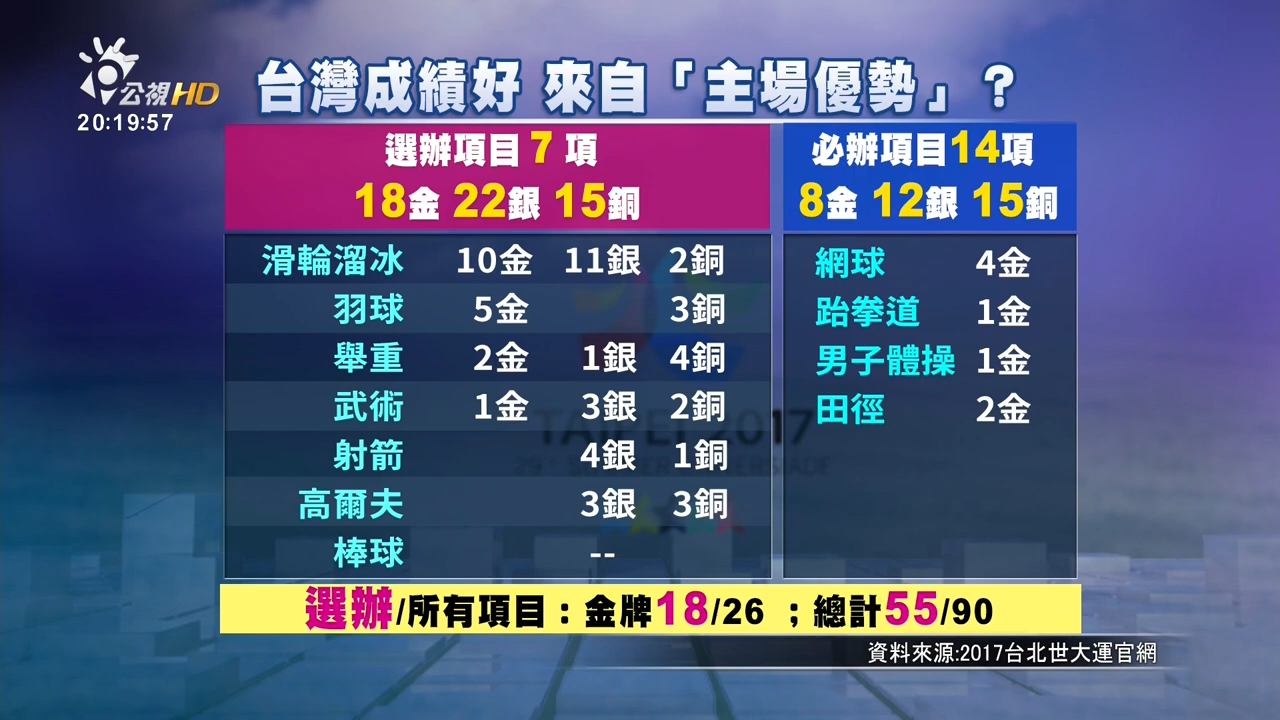 公視HD
20:19:57
台灣成績好 來自「主場優勢」？
選辦項目7項
18金 22銀 15銅
滑輪溜冰 10金 11銀 2銅
羽球 5金 3銅
舉重 2金 1銀 4銅
武術 1金 3銀 2銅
射箭 4銀 1銅
高爾夫 3銀 3銅
棒球 --
必辦項目14項
8金 12銀 15銅
網球 4金
跆拳道 1金
男子體操 1金
田徑 2金
TAIPEI 2017
選辦/所有項目：金牌18/26 ；總計55/90
資料來源:2017台北世大運官網